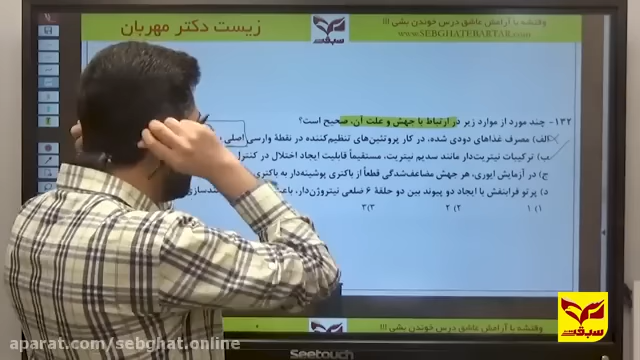 زیست دکتر مهربان
وقتشه با آرامش عاشق درس خوندن بشی !!!
www.SEBGHATEBARTAR.com
سبقت
۱۳۲- چند مورد از موارد زیر در ارتباط با جهش و علت آن، صحیح است؟
الف) مصرف غذاهای دودی شده، در کار پروتئین‌های تنظیم‌کننده در نقطهٔ وارسی اصلی
ب) ترکیبات نیتریت‌دار مانند سدیم نیتریت، مستقیماً قابلیت ایجاد اختلال در کنترل
ج) در آزمایش ایوری، هر جهش مضاعف‌شدگی قطعاً از باکتری پوشینه‌دار به باکتری
د) پرتو فرابنفش با ایجاد دو پیوند بین دو حلقهٔ ۶ ضلعی نیتروژن‌دار،
۱) ۱
۲) ۲
۳) ۳
وقتشه با آرامش عاشق درس خوندن بشی !!!
سبقت
Seetouch
aparat.com/sebghat.online